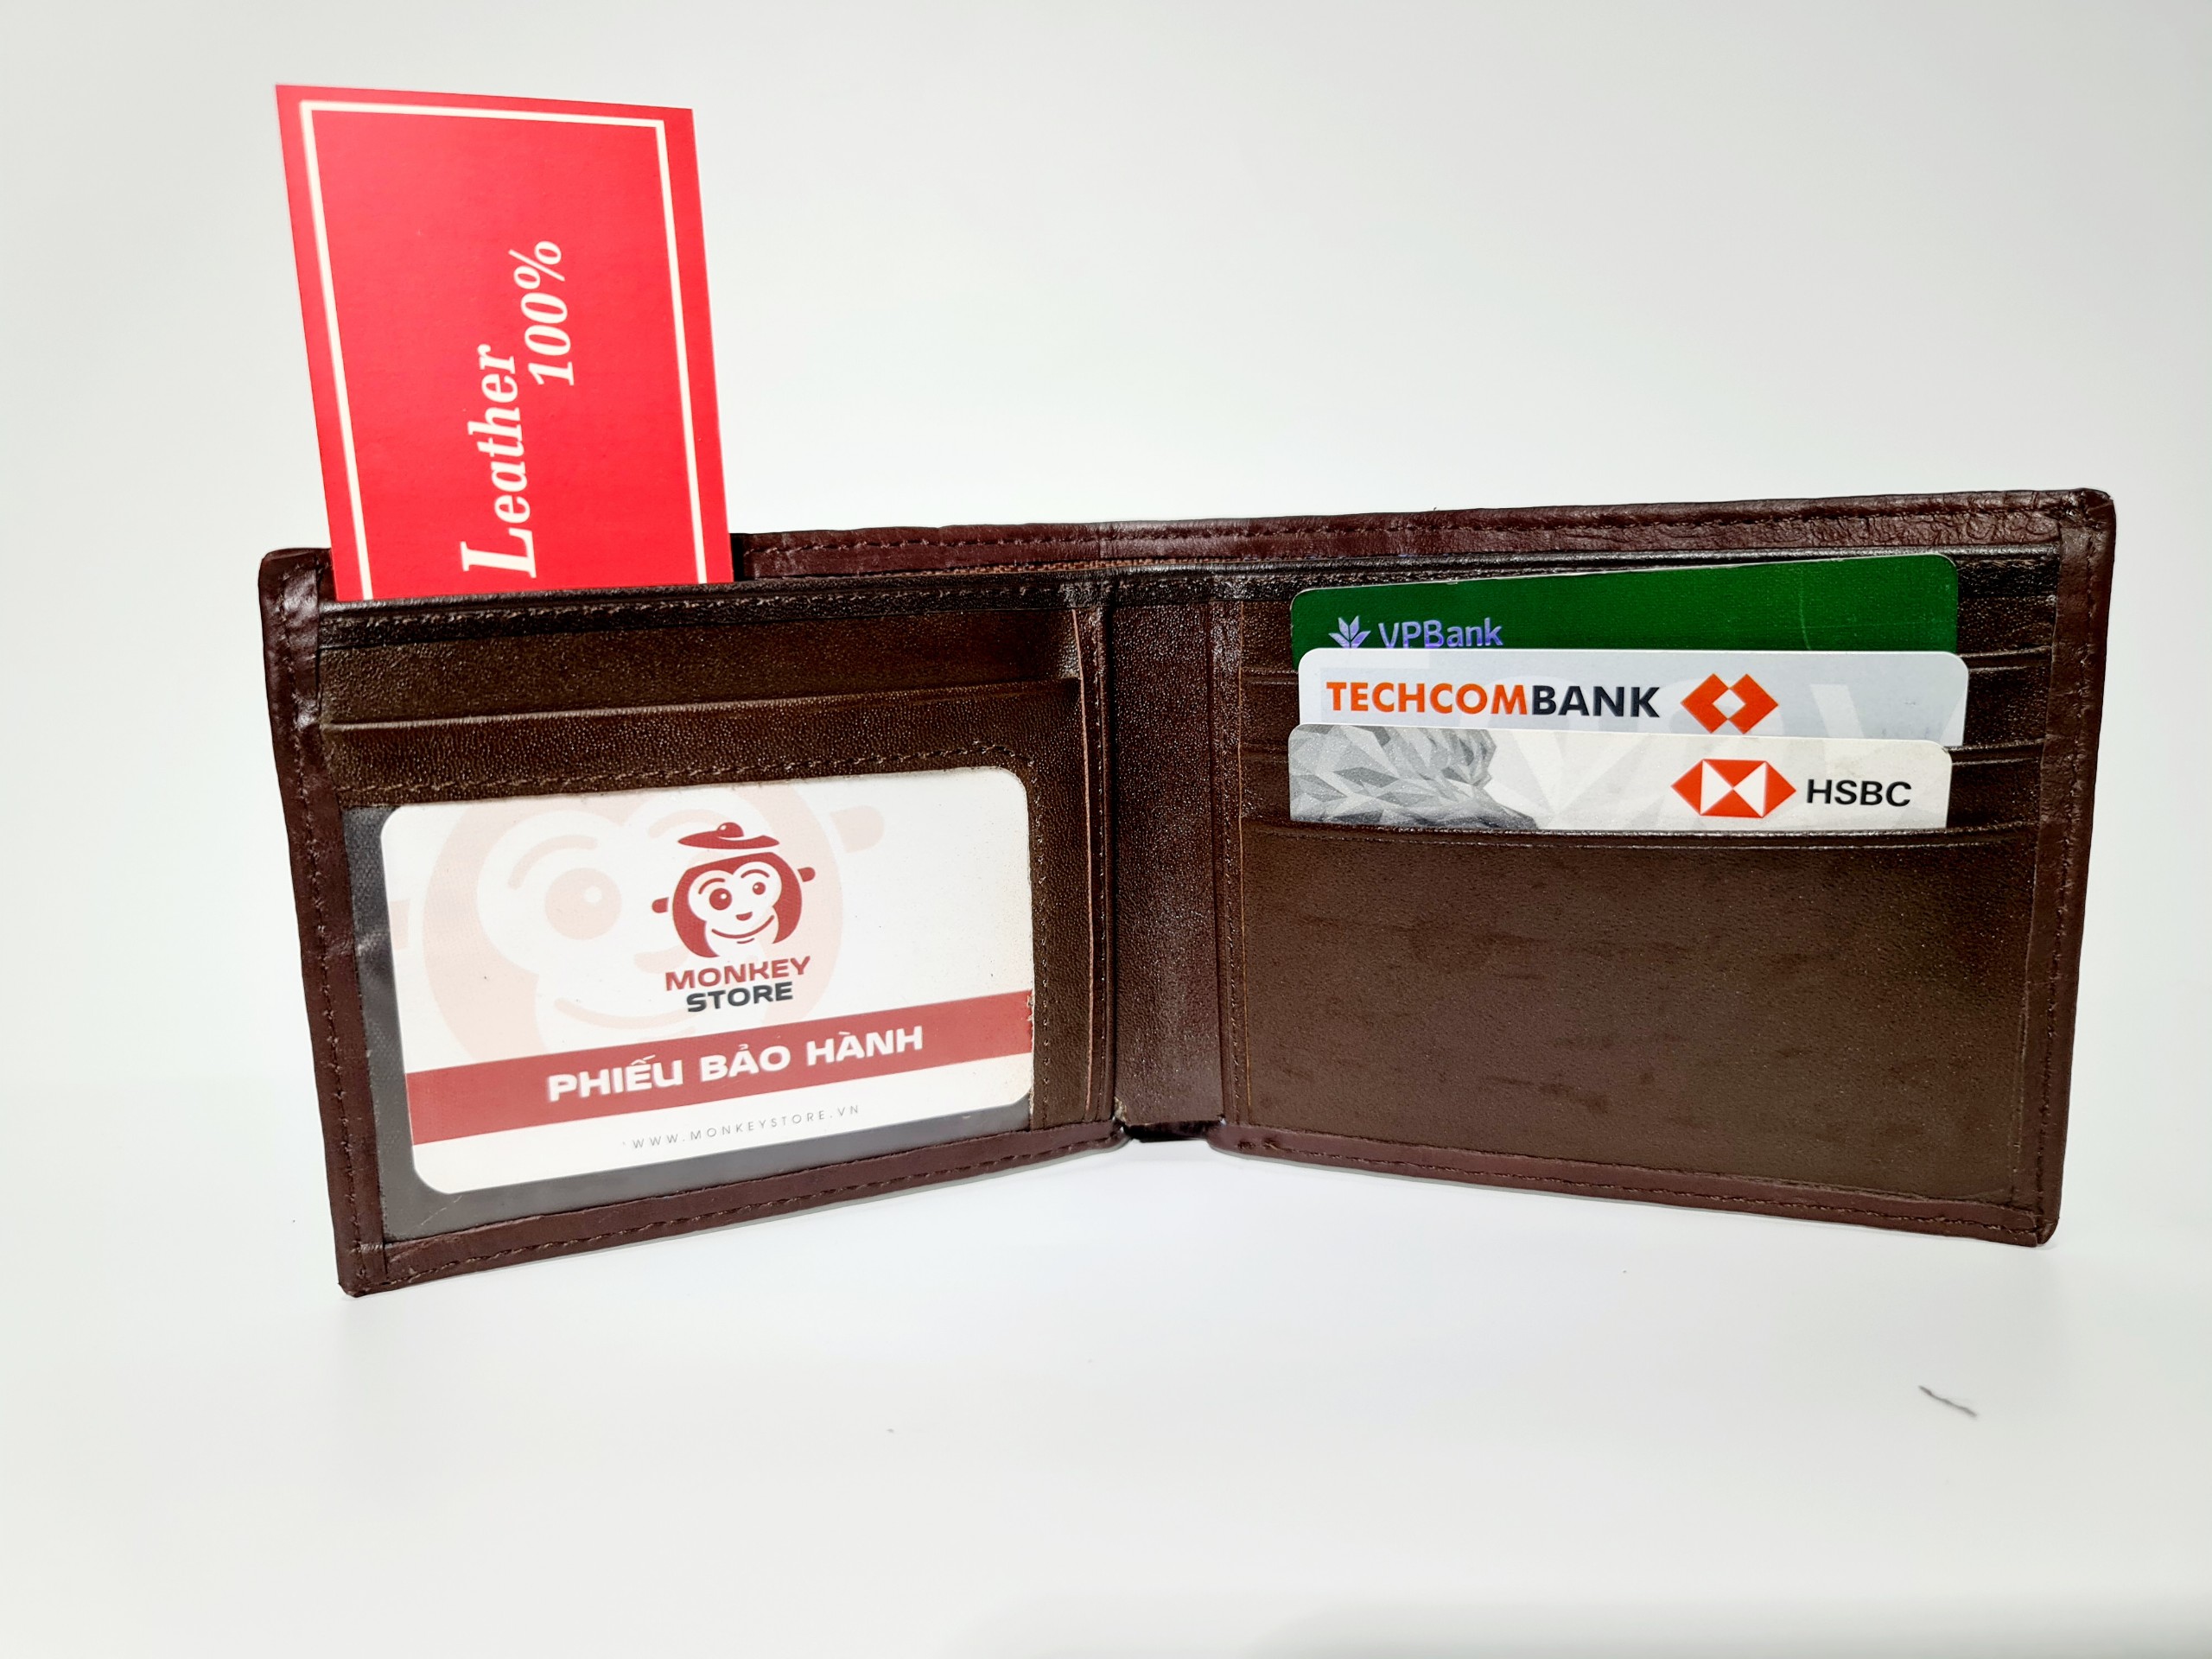 Leather
100%
MONKEY
STORE
PHIẾU BẢO HÀNH
WWW.MONKEYSTORE.VN
VPBank
TECHCOMBANK
HSBC